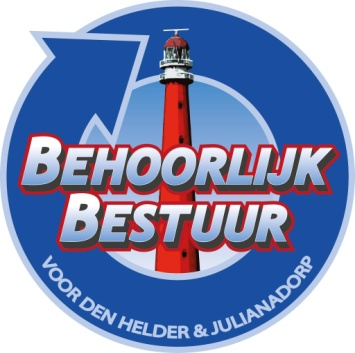 BEHOORLIJK
BESTUUR
VOOR DEN HELDER & JULIANADORP